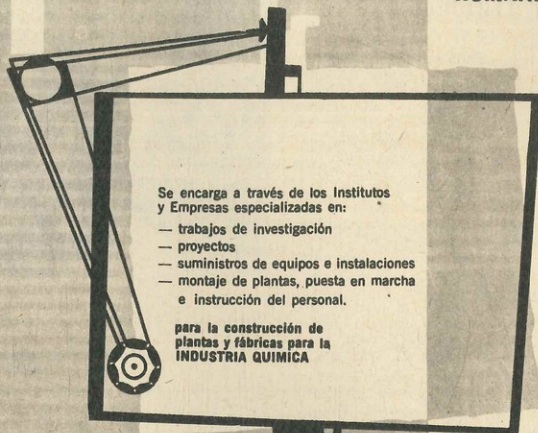 Se encarga a través de los Institutos
y Empresas especializadas en:
— trabajos de investigación
— proyectos
— suministros de equipos e instalaciones
— montaje de plantas, puesta en marcha
e instrucción del personal.
para la construcción de
plantas y fábricas para la
INDUSTRIA QUIMICA